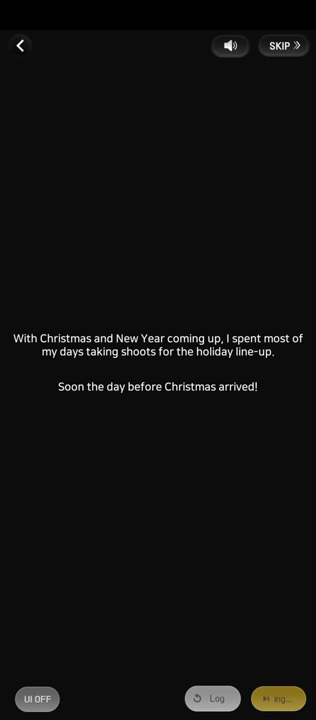 SKIP
With Christmas and New Year coming up, I spent most of
my days taking shoots for the holiday line-up.
Soon the day before Christmas arrived!
UI OFF
Log
ing...